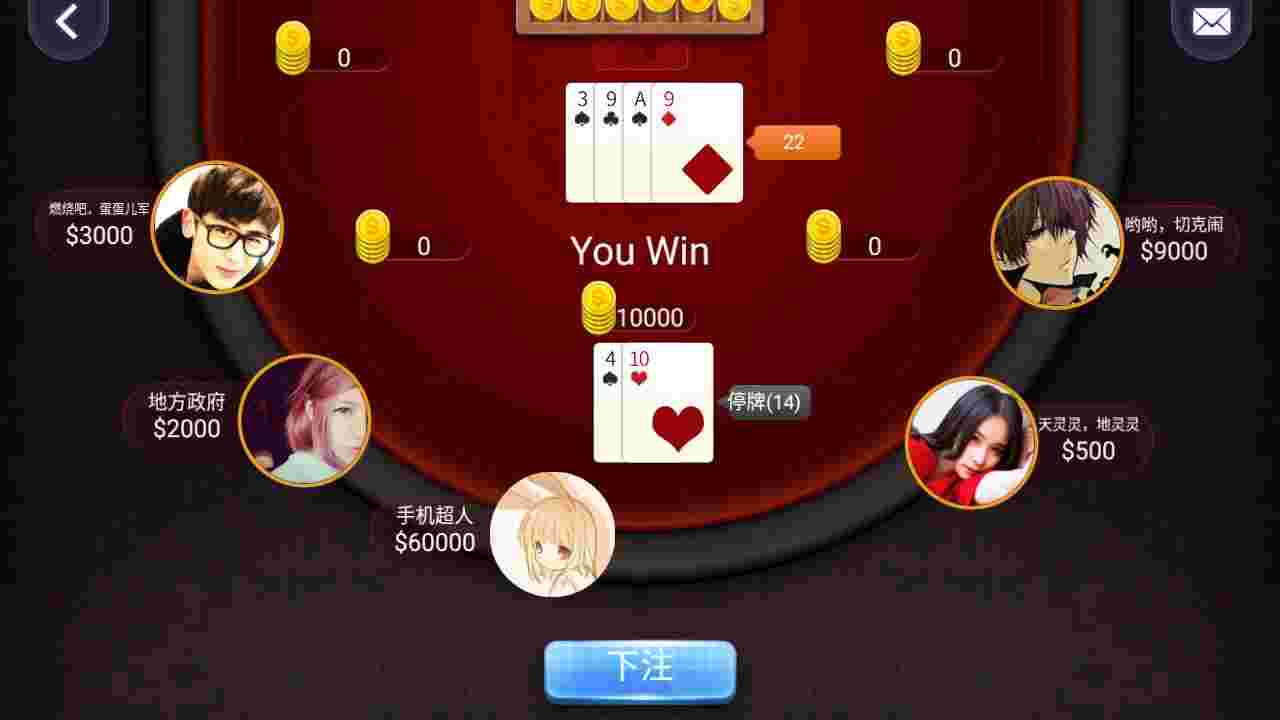 0
0
3 9 A 9
22
燃烧吧，蛋蛋儿军
$3000
哟哟，切克闹
$9000
0
0
You Win
10000
4 10
停牌(14)
地方政府
$2000
天灵灵，地灵灵
$500
手机超人
$60000
下注